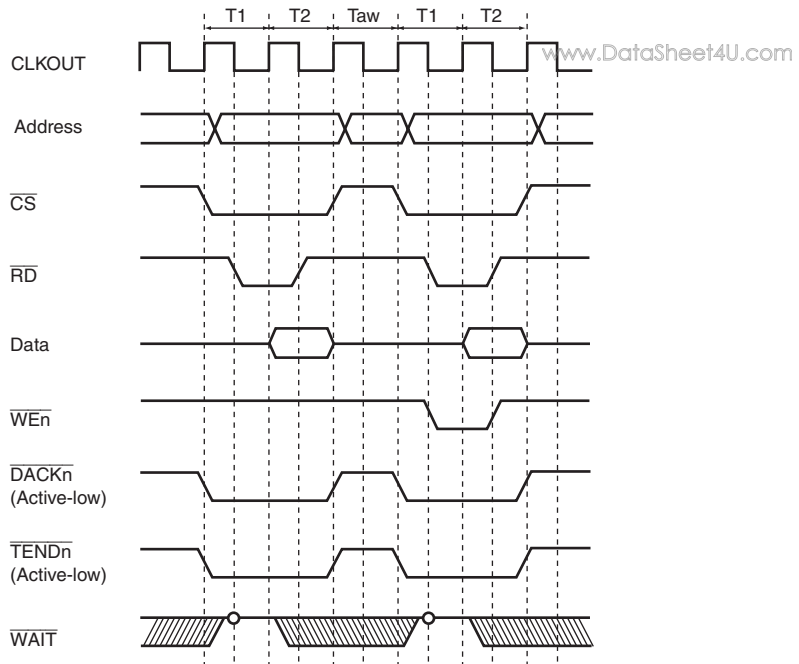 T1 T2 Taw T1 T2
www.DataSheet4U.com
CLKOUT
Address
CS
RD
Data
WEn
DACKn
(Active-low)
TENDn
(Active-low)
WAIT